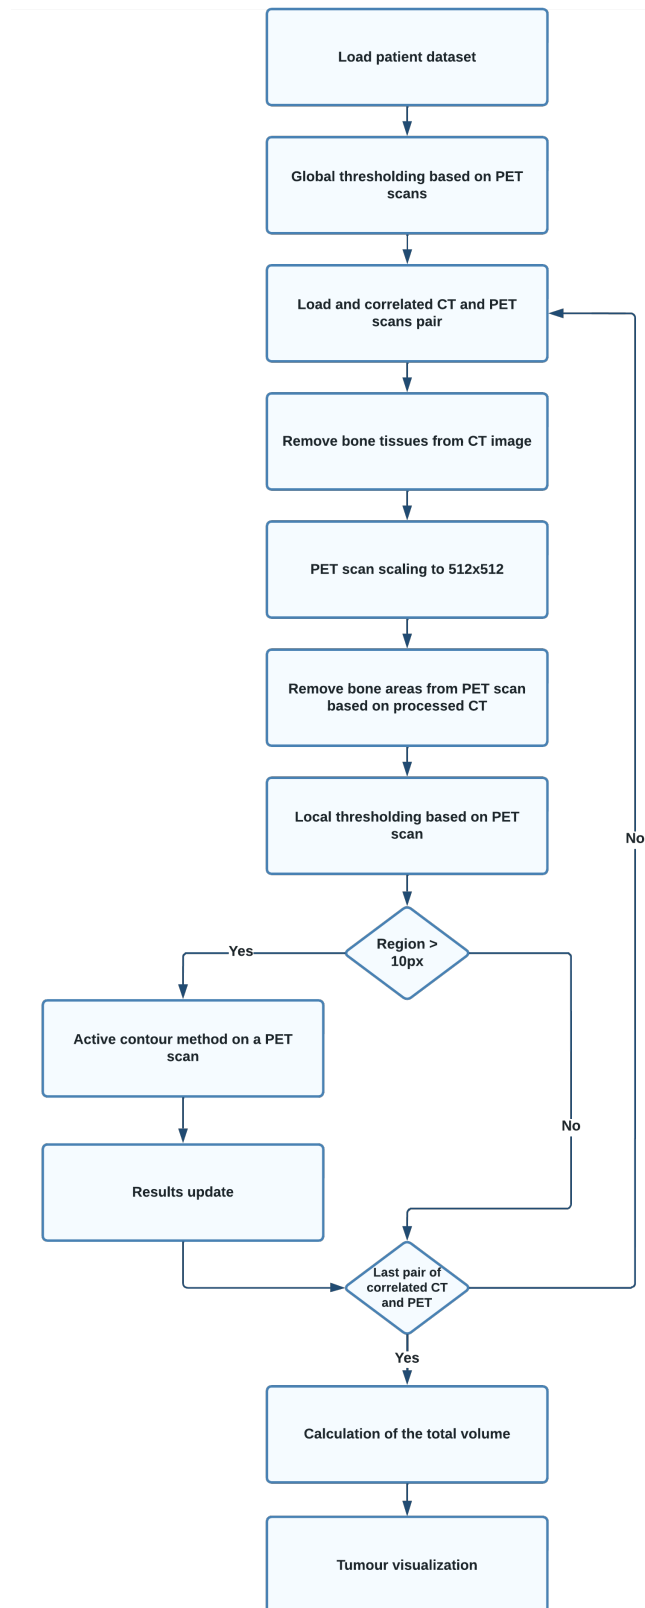 Load patient dataset
Global thresholding based on PET
scans
Load and correlated CT and PET
scans pair
Remove bone tissues from CT image
PET scan scaling to 512x512
Remove bone areas from PET scan
based on processed CT
Local thresholding based on PET
scan
No
Region >
10px
Yes
Active contour method on a PET
scan
No
Results update
Last pair of
correlated CT
and PET
Yes
Calculation of the total volume
Tumour visualization